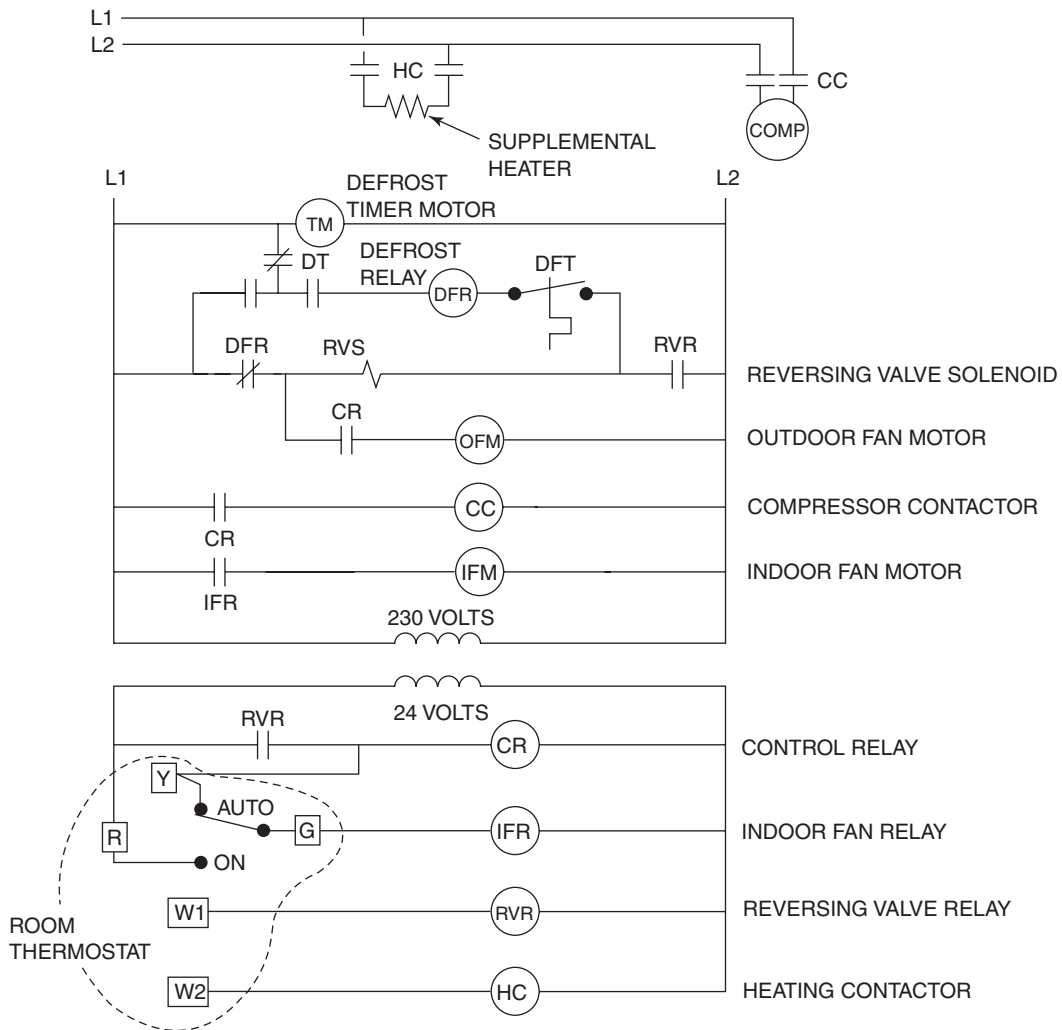 L1
L2
HC
CC
COMP
SUPPLEMENTAL
HEATER
L1
L2
DEFROST
TIMER MOTOR
TM
DT
DEFROST
RELAY
DFT
DFR
DFR
RVS
RVR
REVERSING VALVE SOLENOID
CR
OFM
OUTDOOR FAN MOTOR
CC
COMPRESSOR CONTACTOR
CR
IFM
INDOOR FAN MOTOR
IFR
230 VOLTS
24 VOLTS
RVR
CR
CONTROL RELAY
Y
AUTO
R
G
IFR
INDOOR FAN RELAY
ON
W1
RVR
REVERSING VALVE RELAY
ROOM
THERMOSTAT
W2
HC
HEATING CONTACTOR